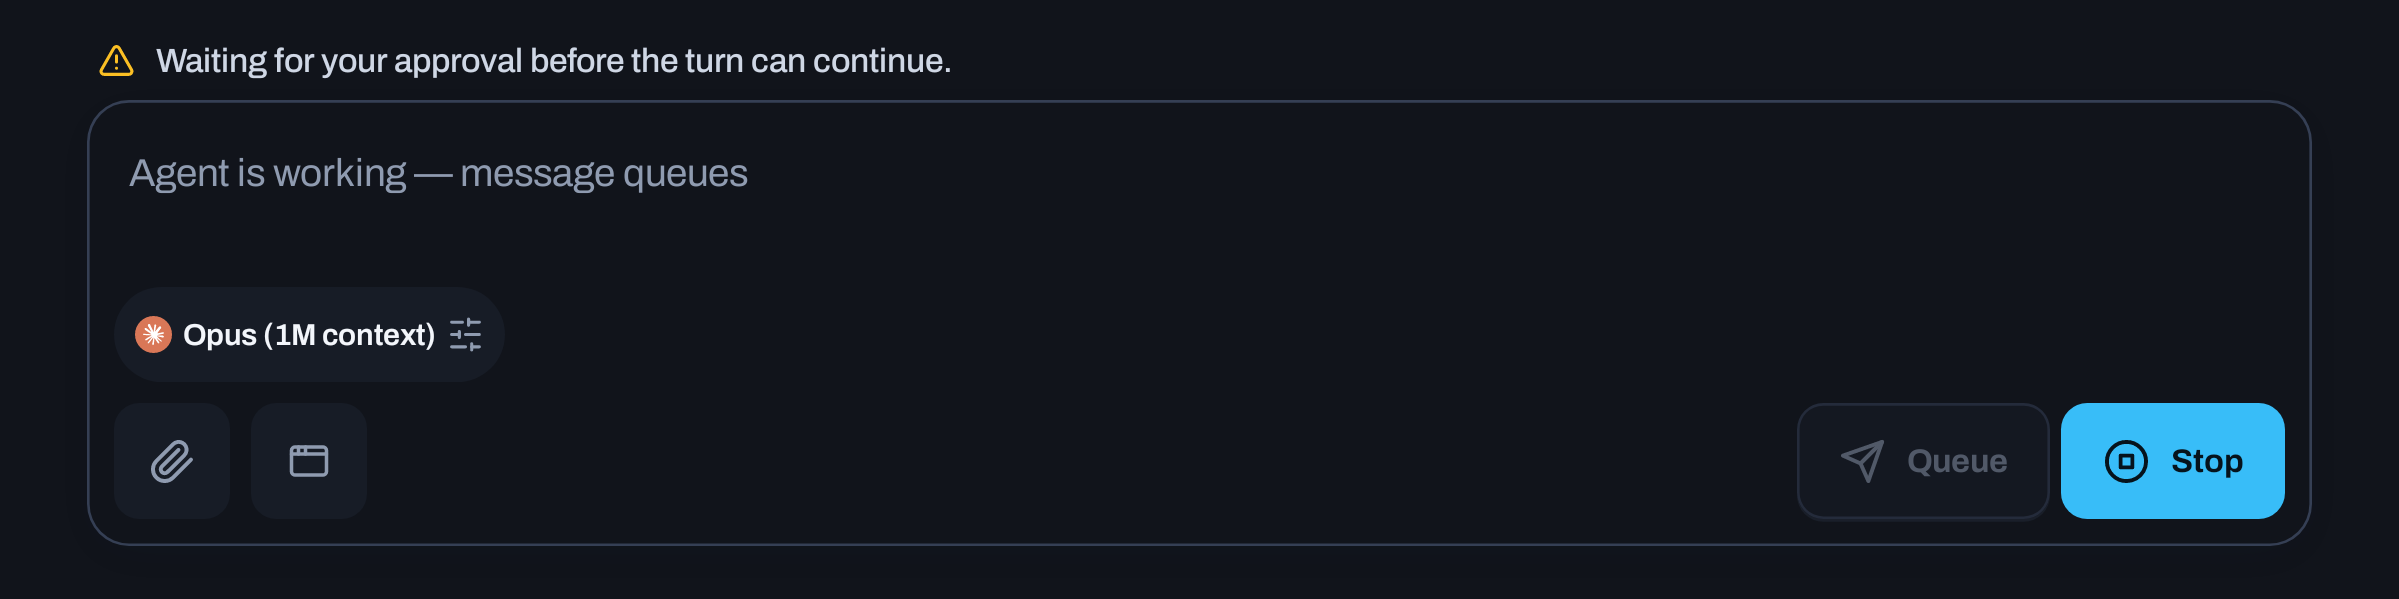 Waiting for your approval before the turn can continue.
Agent is working — message queues
Opus (1M context)
Queue
Stop